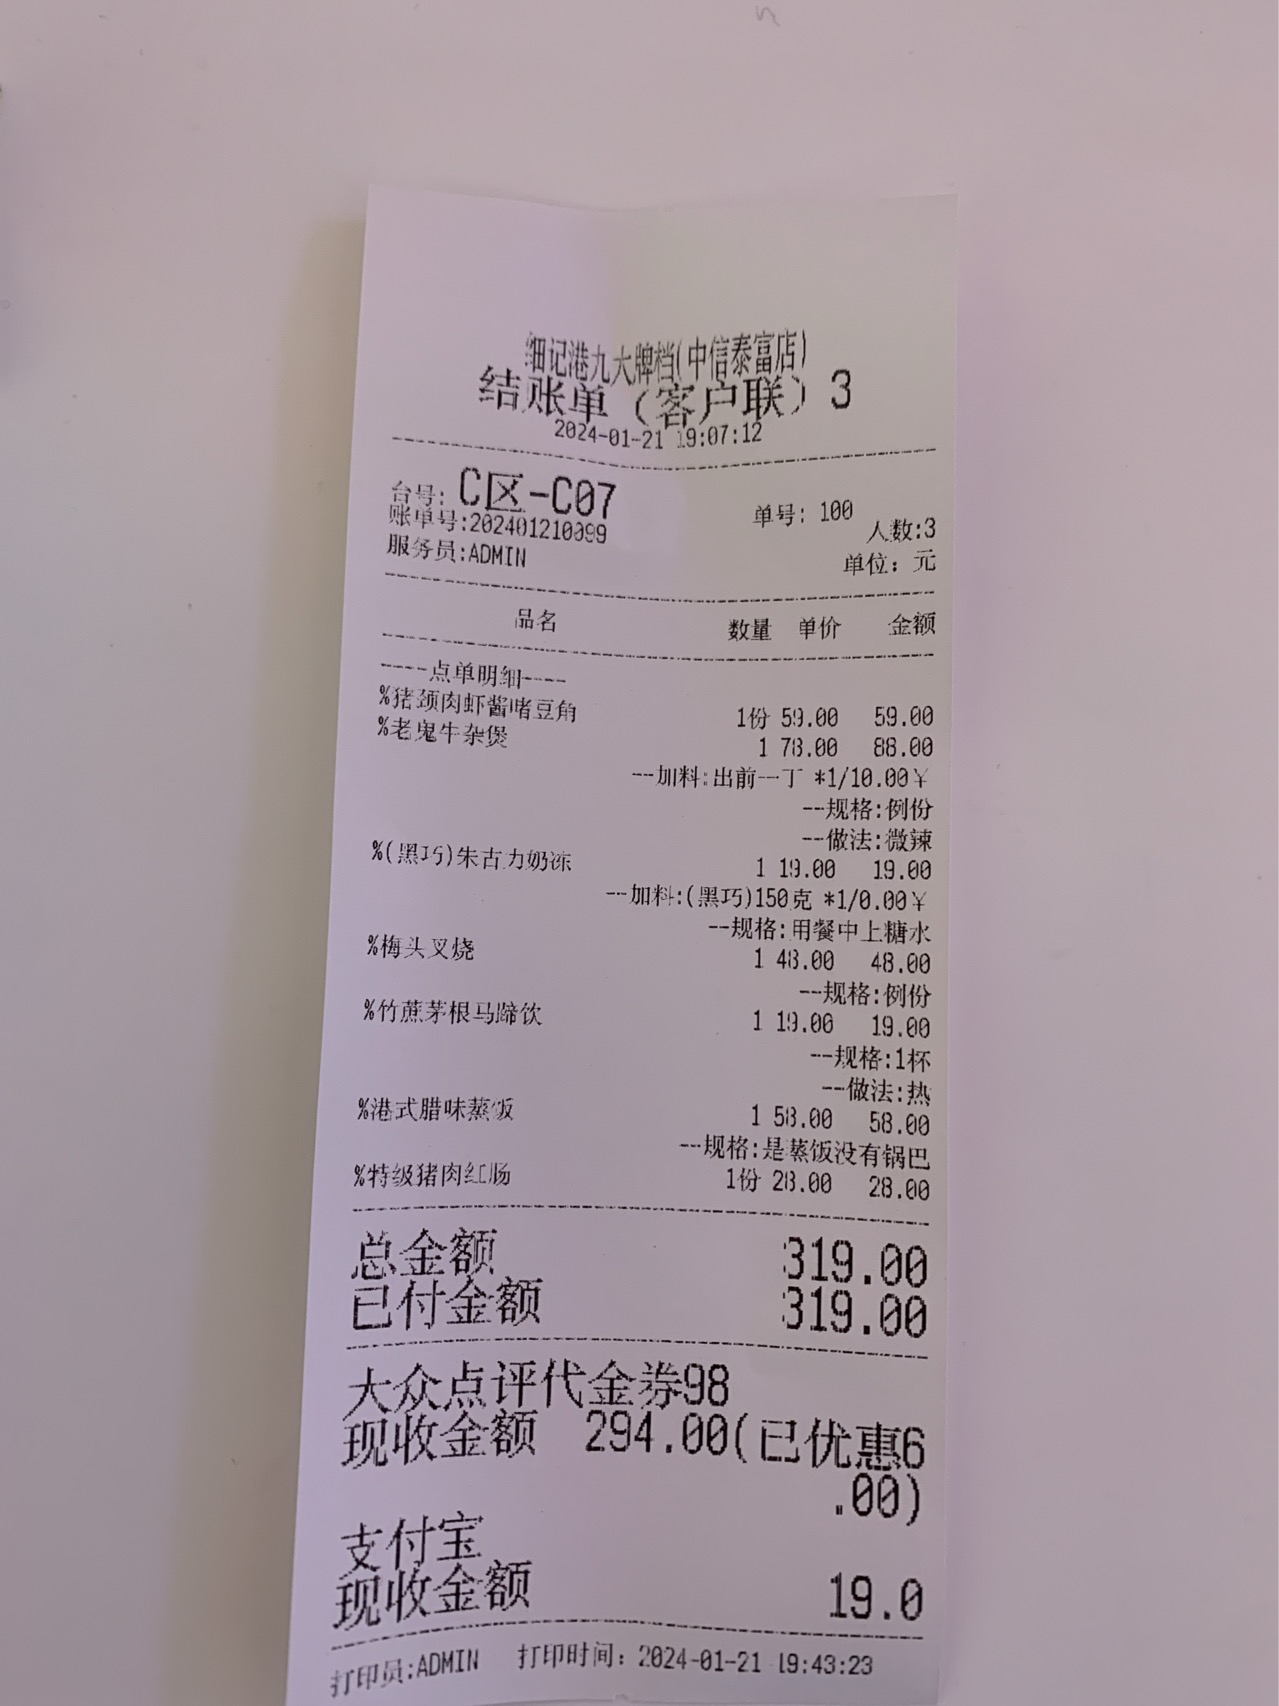 细记港九大牌档(中信泰富店)
结账单（客户联）3
2024-01-21 19:07:12
台号: C区-C07 单号: 100
账单号:202401210099 人数:3
服务员:ADMIN 单位: 元
品名 数量 单价 金额
----点单明细----
%猪颈肉虾酱啫豆角 1份 59.00 59.00
%老鬼牛杂煲 1 78.00 88.00
--加料:出前一丁 *1/10.00¥
--规格:例份
--做法:微辣
%(黑巧)朱古力奶冻 1 19.00 19.00
--加料:(黑巧)150克 *1/0.00¥
--规格:用餐中上糖水
%梅头叉烧 1 48.00 48.00
--规格:例份
%竹蔗茅根马蹄饮 1 19.00 19.00
--规格:1杯
--做法:热
%港式腊味蒸饭 1 58.00 58.00
--规格:是蒸饭没有锅巴
%特级猪肉红肠 1份 28.00 28.00
总金额 319.00
已付金额 319.00
大众点评代金券98
现收金额 294.00(已优惠6
.00)
支付宝
现收金额 19.0
打印员:ADMIN 打印时间: 2024-01-21 19:43:23